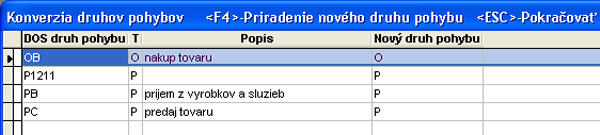 Konverzia druhov pohybov <F4>-Priradenie nového druhu pohybu <ESC>-Pokračovať
DOS druh pohybu T Popis Nový druh pohybu
OB O nakup tovaru O
P1211 P P
PB P prijem z vyrobkov a sluzieb P
PC P predaj tovaru P